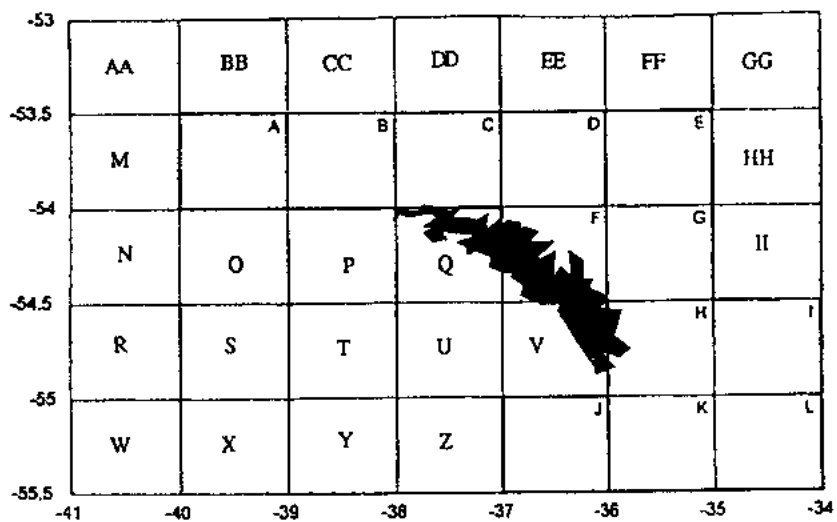 -53
AA BB CC DD EE FF GG
-53.5
A B C D E
M HH
-54
F G
N O P Q II
-54.5
H I
R S T U V
-55
J K L
W X Y Z
-55.5
-41 -40 -39 -38 -37 -36 -35 -34